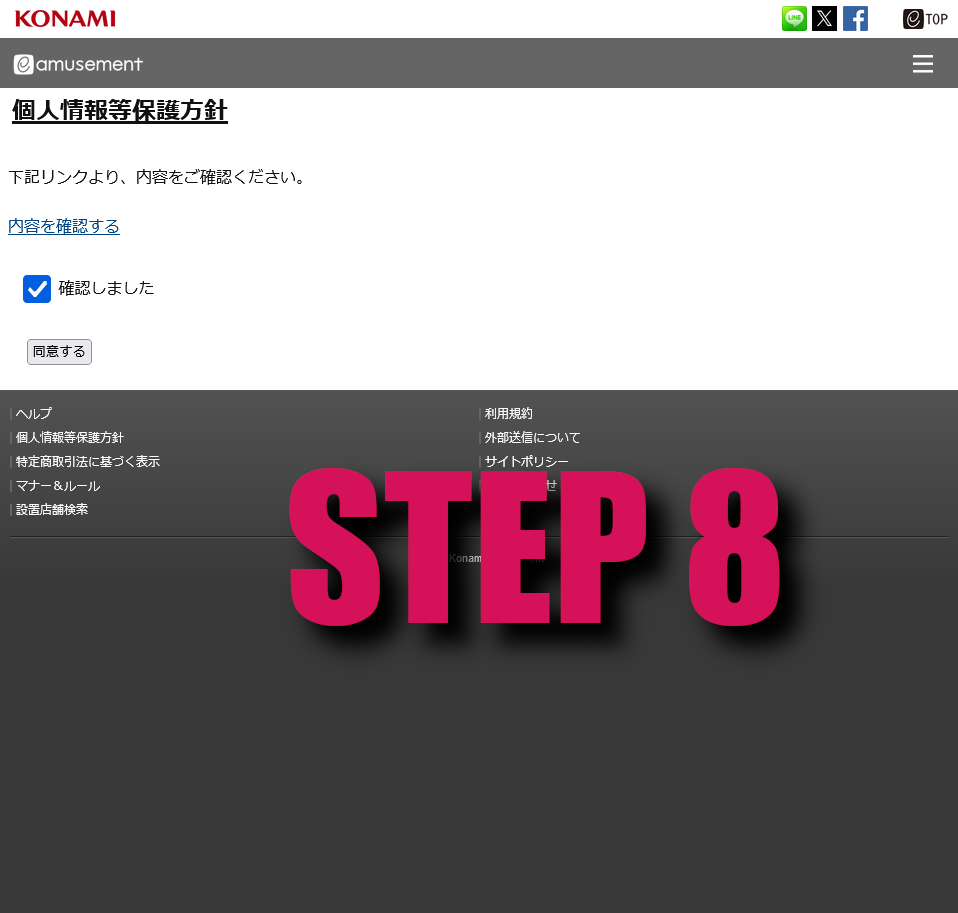 KONAMI
TOP
e amusement
個人情報等保護方針
下記リンクより、内容をご確認ください。
内容を確認する
確認しました
同意する
ヘルプ
利用規約
個人情報等保護方針
外部送信について
特定商取引法に基づく表示
サイトポリシー
マナー＆ルール
せ
設置店舗検索
Konam
STEP 8